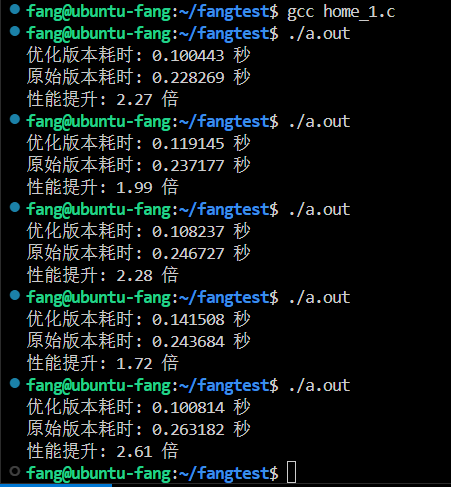 fang@ubuntu-fang:~/fangtest$ gcc home_1.c
fang@ubuntu-fang:~/fangtest$ ./a.out
优化版本耗时: 0.100443 秒
原始版本耗时: 0.228269 秒
性能提升: 2.27 倍
fang@ubuntu-fang:~/fangtest$ ./a.out
优化版本耗时: 0.119145 秒
原始版本耗时: 0.237177 秒
性能提升: 1.99 倍
fang@ubuntu-fang:~/fangtest$ ./a.out
优化版本耗时: 0.108237 秒
原始版本耗时: 0.246727 秒
性能提升: 2.28 倍
fang@ubuntu-fang:~/fangtest$ ./a.out
优化版本耗时: 0.141508 秒
原始版本耗时: 0.243684 秒
性能提升: 1.72 倍
fang@ubuntu-fang:~/fangtest$ ./a.out
优化版本耗时: 0.100814 秒
原始版本耗时: 0.263182 秒
性能提升: 2.61 倍
fang@ubuntu-fang:~/fangtest$